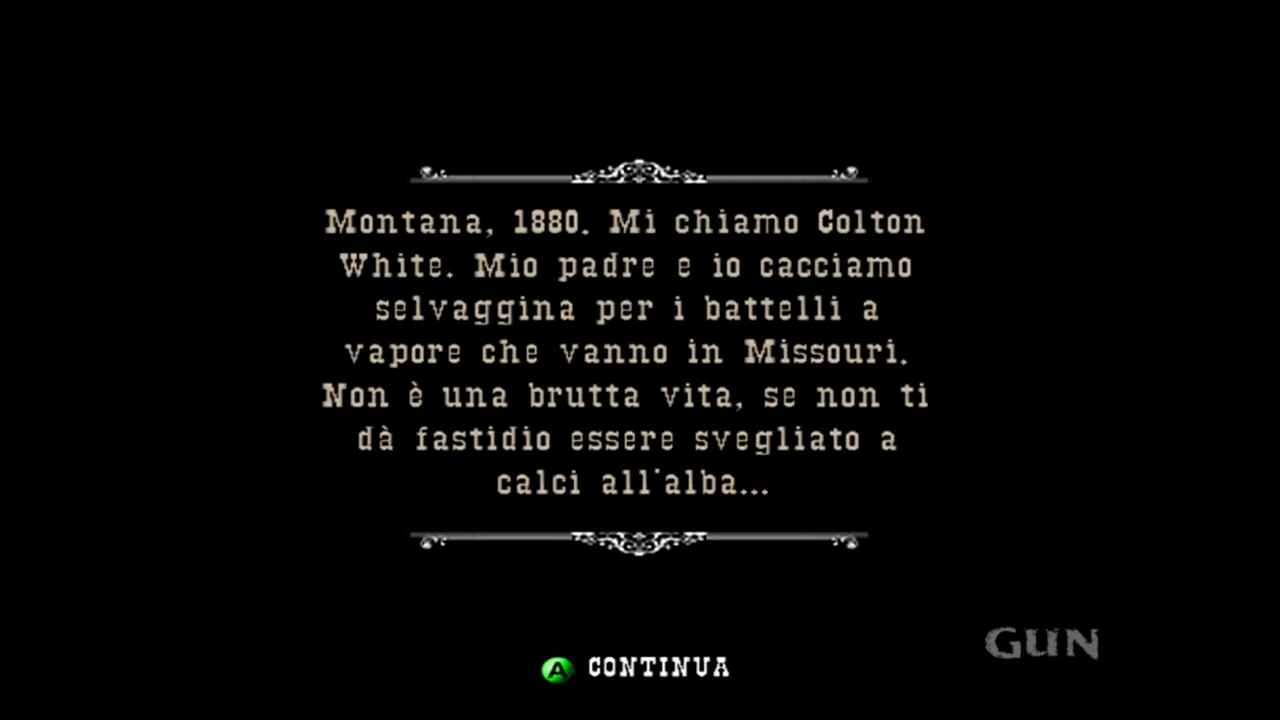 Montana, 1880. Mi chiamo Colton
White. Mio padre e io cacciamo
selvaggina per i battelli a
vapore che vanno in Missouri.
Non è una brutta vita, se non ti
dà fastidio essere svegliato a
calci all'alba...
GUN
A CONTINUA